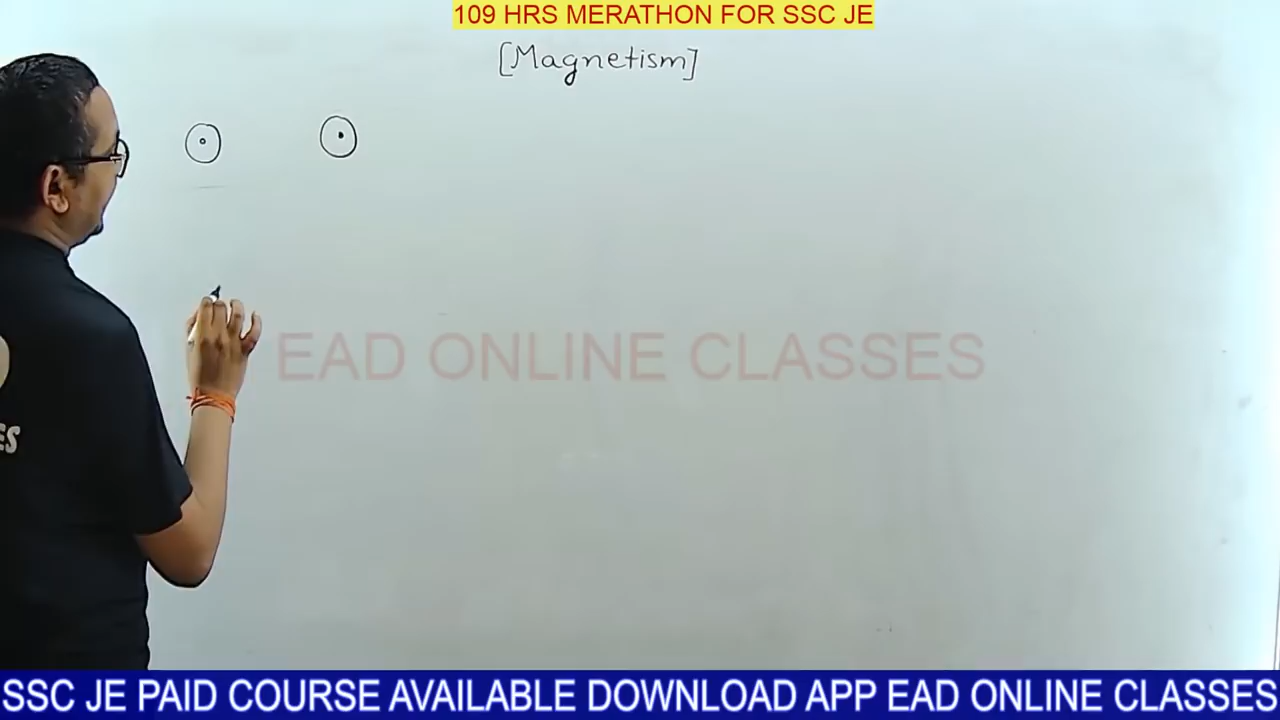 109 HRS MERATHON FOR SSC JE
[Magnetism]
EAD ONLINE CLASSES
ES
SSC JE PAID COURSE AVAILABLE DOWNLOAD APP EAD ONLINE CLASSES